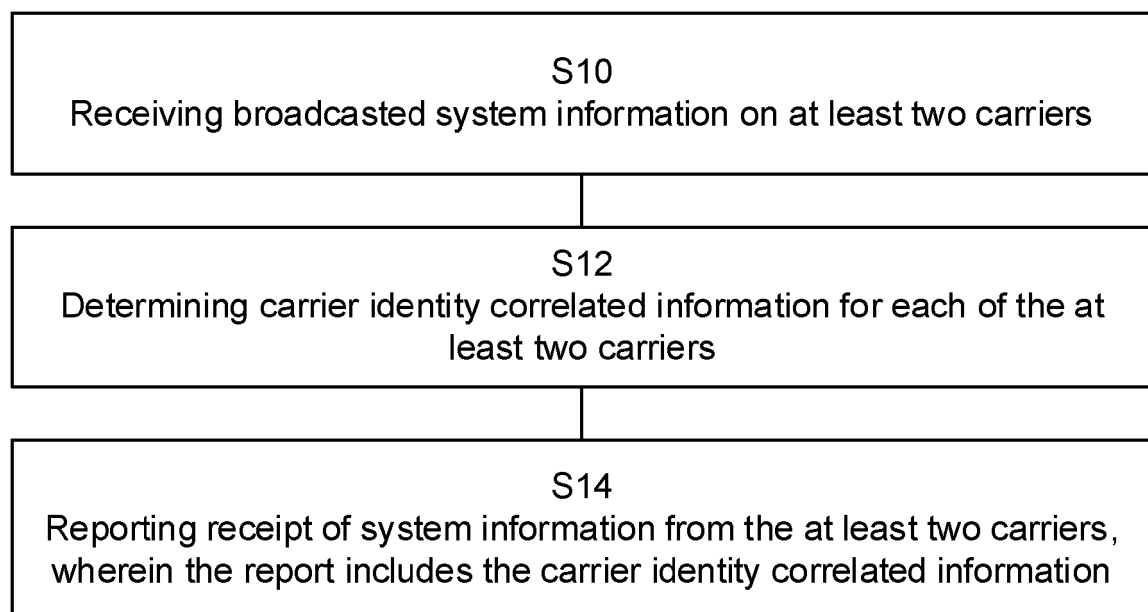 S10
Receiving broadcasted system information on at least two carriers
S12
Determining carrier identity correlated information for each of the at
least two carriers
S14
Reporting receipt of system information from the at least two carriers,
wherein the report includes the carrier identity correlated information